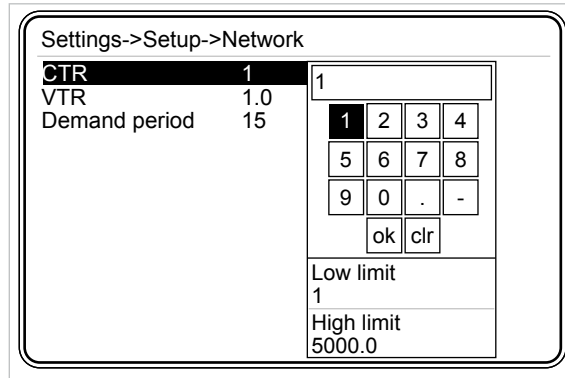 Settings->Setup->Network
CTR 1
VTR 1.0
Demand period 15
1
1 2 3 4
5 6 7 8
9 0 . -
ok clr
Low limit
1
High limit
5000.0